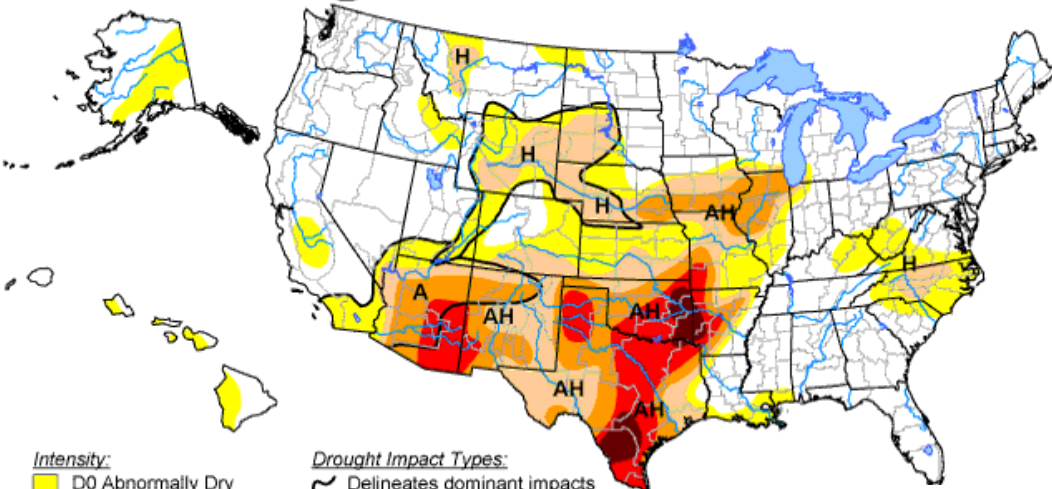 H
H
H
AH
H
A
AH
AH
AH
AH
Intensity:
D0 Abnormally Dry
Drought Impact Types:
Delineates dominant impacts